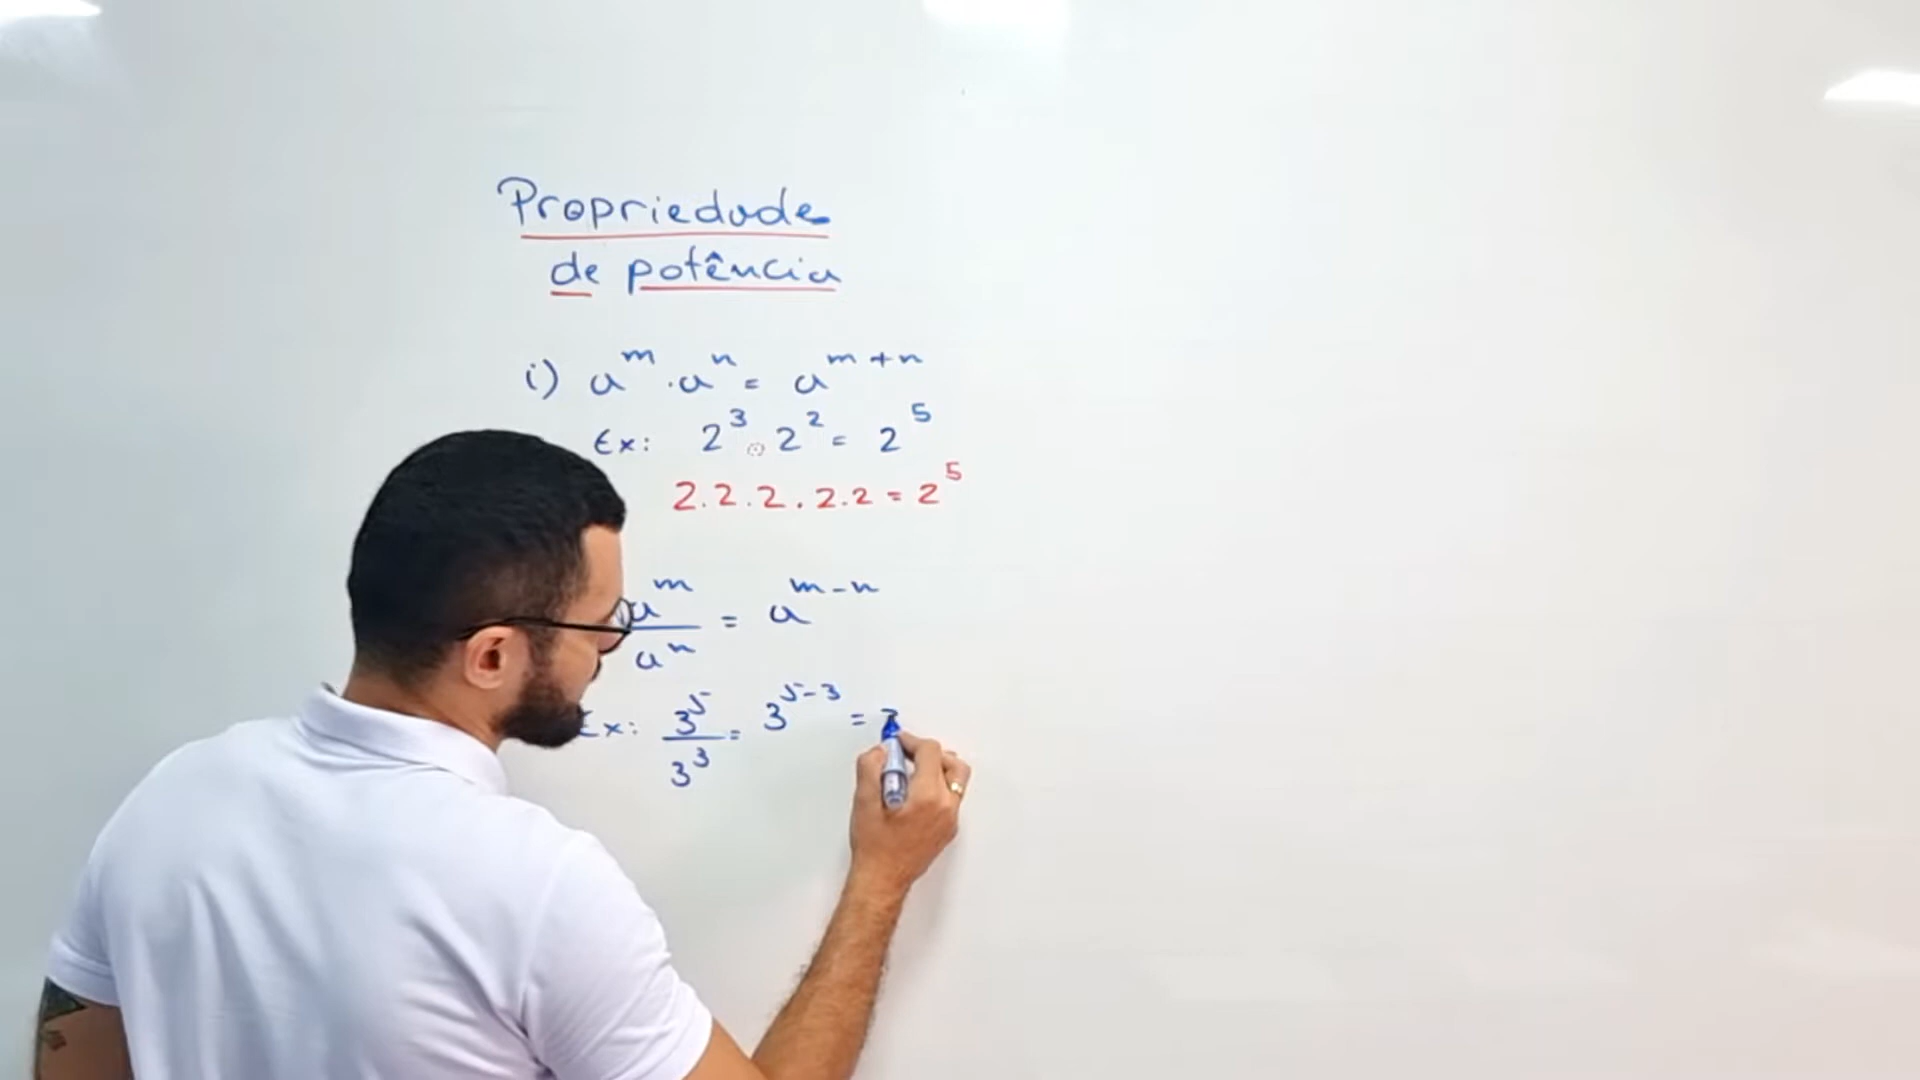 Propriedade
de potência
i) a^m . a^n = a^{m+n}
Ex: 2^3 . 2^2 = 2^5
2.2.2.2.2 = 2^5
a^m/a^n = a^{m-n}
Ex: 3^5/3^3 = 3^{5-3} =